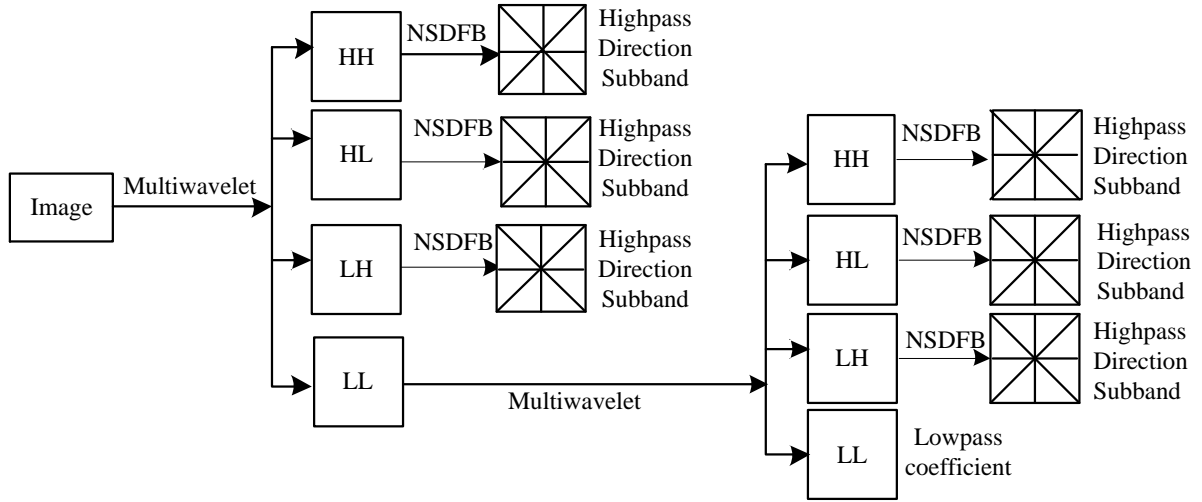 Image
Multiwavelet
HH
NSDFB
Highpass
Direction
Subband
HL
NSDFB
Highpass
Direction
Subband
LH
NSDFB
Highpass
Direction
Subband
LL
Multiwavelet
HH
NSDFB
Highpass
Direction
Subband
HL
NSDFB
Highpass
Direction
Subband
LH
NSDFB
Highpass
Direction
Subband
LL
Lowpass
coefficient